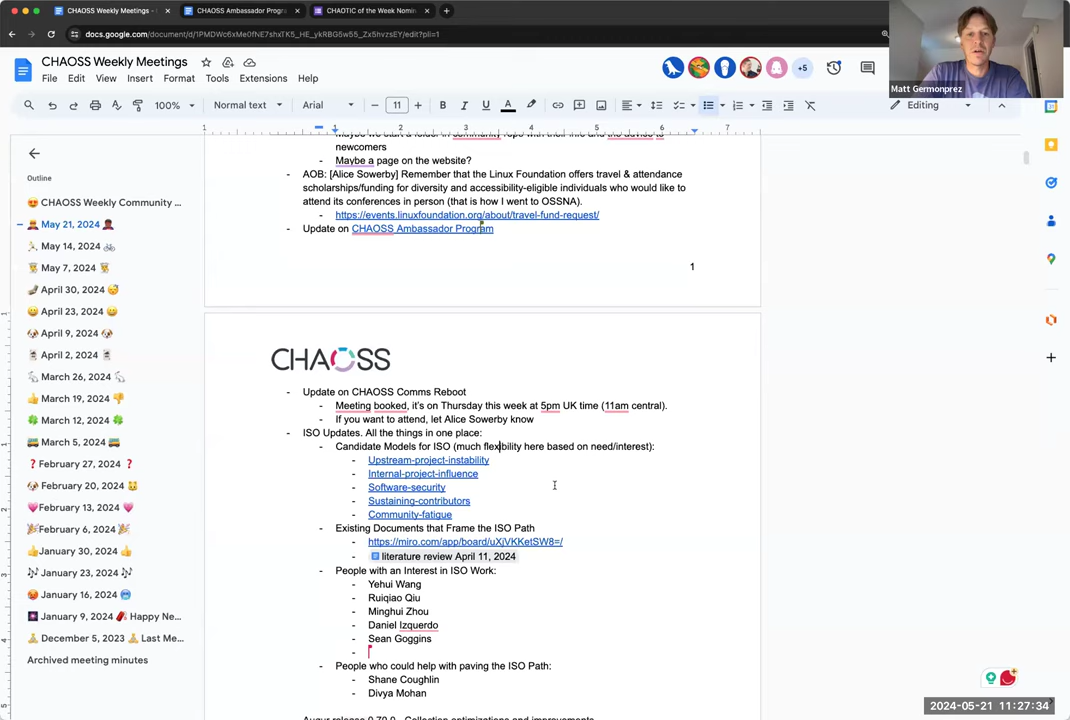 CHAOSS Weekly Meetings -
CHAOSS Ambassador Progr
CHAOTIC of the Week Nomin
docs.google.com/document/d/1PMDWc6xMe0fNE7shxTK5_HE_ykRBG5w55_Zx5hvzsEY/edit?pli=1
CHAOSS Weekly Meetings
File Edit View Insert Format Tools Extensions Help
+5
Matt Germonprez
100% Normal text Arial 11 Editing
Outline
CHAOSS Weekly Community ...
May 21, 2024
May 14, 2024
May 7, 2024
April 30, 2024
April 23, 2024
April 9, 2024
April 2, 2024
March 26, 2024
March 19, 2024
March 12, 2024
March 5, 2024
February 27, 2024
February 20, 2024
February 13, 2024
February 6, 2024
January 30, 2024
January 23, 2024
January 16, 2024
January 9, 2024 Happy Ne...
December 5, 2023 Last Me...
Archived meeting minutes
1 1 2 3 4 5 6 7
newcomers
- Maybe a page on the website?
- AOB: [Alice Sowerby] Remember that the Linux Foundation offers travel & attendance
scholarships/funding for diversity and accessibility-eligible individuals who would like to
attend its conferences in person (that is how I went to OSSNA).
- https://events.linuxfoundation.org/about/travel-fund-request/
- Update on CHAOSS Ambassador Program
1
CHAOSS
- Update on CHAOSS Comms Reboot
- Meeting booked, it's on Thursday this week at 5pm UK time (11am central).
- If you want to attend, let Alice Sowerby know
- ISO Updates. All the things in one place:
- Candidate Models for ISO (much flexibility here based on need/interest):
- Upstream-project-instability
- Internal-project-influence
- Software-security
- Sustaining-contributors
- Community-fatigue
- Existing Documents that Frame the ISO Path
- https://miro.com/app/board/uXjVKKetSW8=/
- literature review April 11, 2024
- People with an Interest in ISO Work:
- Yehui Wang
- Ruiqiao Qiu
- Minghui Zhou
- Daniel Izquerdo
- Sean Goggins
-
- People who could help with paving the ISO Path:
- Shane Coughlin
- Divya Mohan
2024-05-21 11:27:34